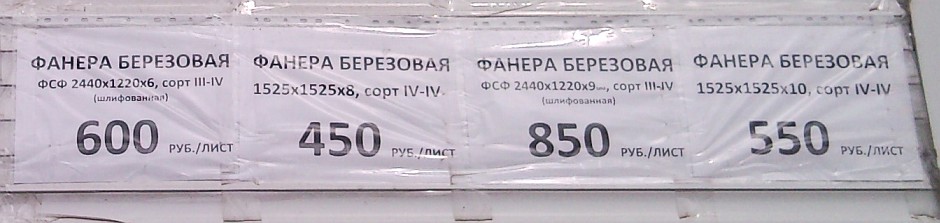 ФАНЕРА БЕРЕЗОВАЯ
ФСФ 2440х1220х6, сорт III-IV
(шлифованная)
600 РУБ./ЛИСТ
ФАНЕРА БЕРЕЗОВАЯ
1525х1525х8, сорт IV-IV
450 РУБ./ЛИСТ
ФАНЕРА БЕРЕЗОВАЯ
ФСФ 2440х1220х9мм, сорт III-IV
(шлифованная)
850 РУБ./ЛИСТ
ФАНЕРА БЕРЕЗОВАЯ
1525х1525х10, сорт IV-IV
550 РУБ./ЛИСТ